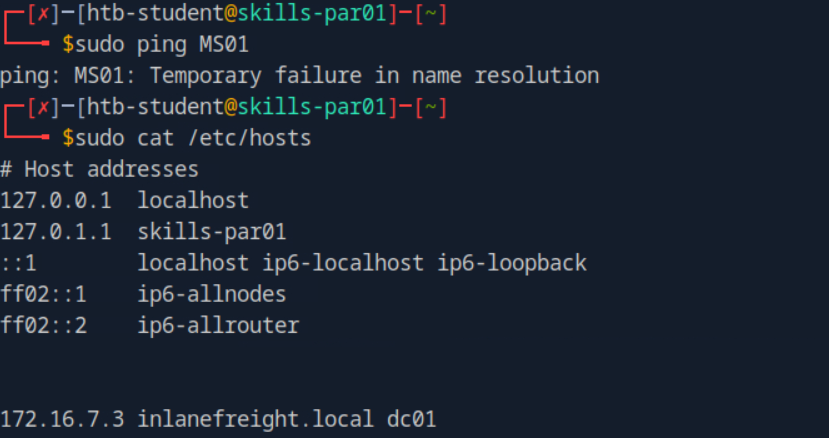 ┌─[✗]─[htb-student@skills-par01]─[~]
└──╼ $sudo ping MS01
ping: MS01: Temporary failure in name resolution
┌─[✗]─[htb-student@skills-par01]─[~]
└──╼ $sudo cat /etc/hosts
# Host addresses
127.0.0.1  localhost
127.0.1.1  skills-par01
::1        localhost ip6-localhost ip6-loopback
ff02::1    ip6-allnodes
ff02::2    ip6-allrouter
172.16.7.3 inlanefreight.local dc01